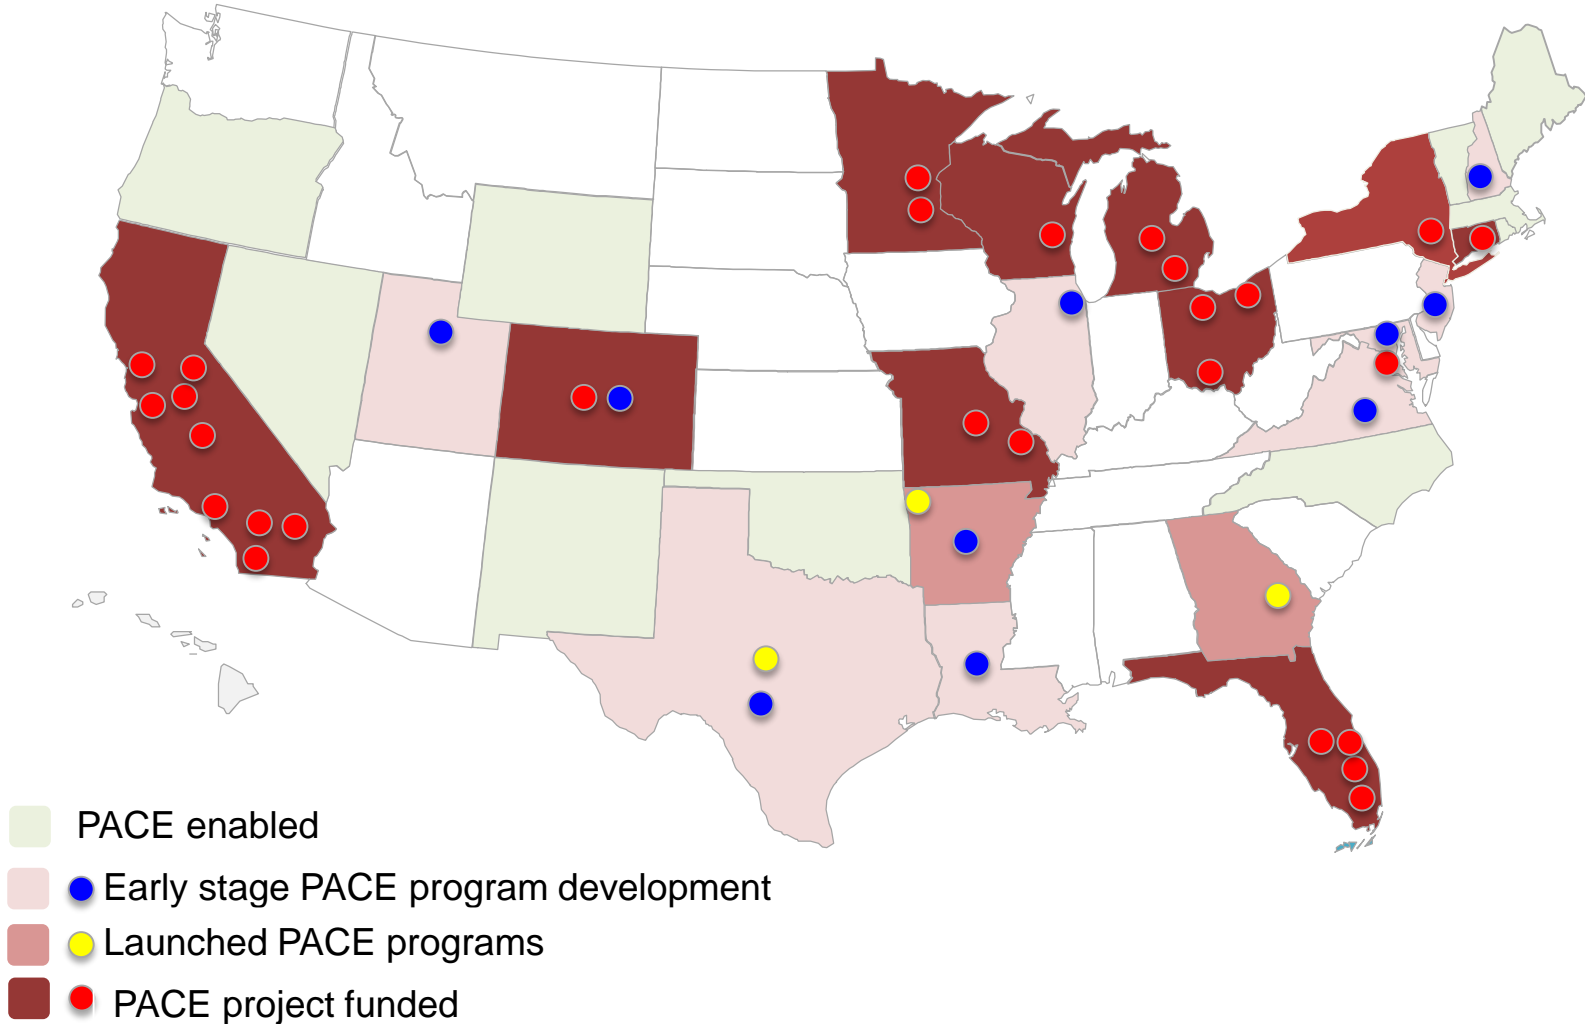 PACE enabled
Early stage PACE program development
Launched PACE programs
PACE project funded